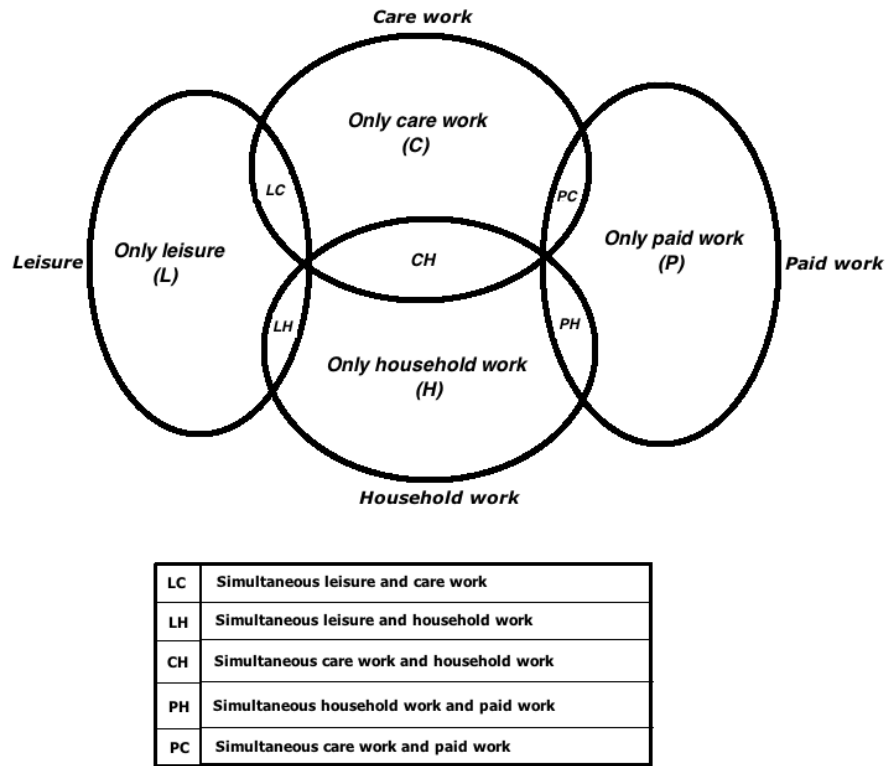 Care work
Only care work
(C)
LC
PC
Only leisure
(L)
Leisure
CH
Only paid work
(P)
Paid work
LH
PH
Only household work
(H)
Household work
LC Simultaneous leisure and care work
LH Simultaneous leisure and household work
CH Simultaneous care work and household work
PH Simultaneous household work and paid work
PC Simultaneous care work and paid work